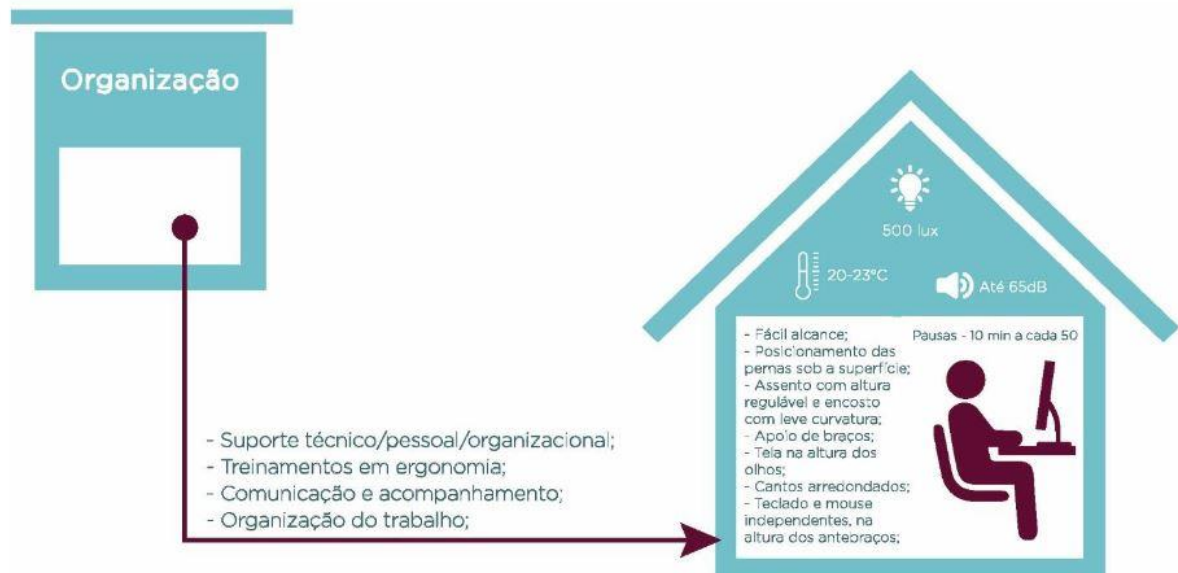 Organização
- Suporte técnico/pessoal/organizacional;
- Treinamentos em ergonomia;
- Comunicação e acompanhamento;
- Organização do trabalho;
500 lux
20-23°C
Até 65dB
- Fácil alcance;
- Posicionamento das
pernas sob a superfície;
- Assento com altura
regulável e encosto
com leve curvatura;
- Apoio de braços;
- Tela na altura dos
olhos;
- Cantos arredondados;
- Teclado e mouse
independentes, na
altura dos antebraços;
Pausas - 10 min a cada 50